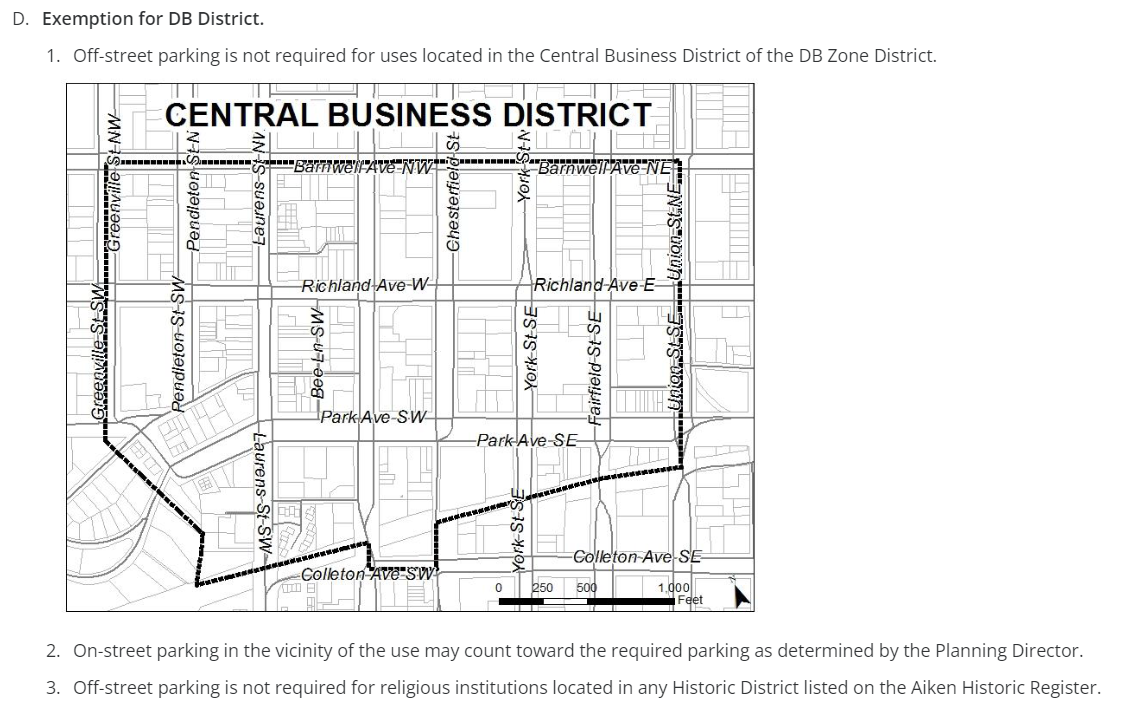 D. Exemption for DB District.
1. Off-street parking is not required for uses located in the Central Business District of the DB Zone District.
CENTRAL BUSINESS DISTRICT
Greenville-St-NW
Pendleton-St-N
Laurens-St-NV
Barnwell-Ave-NW
Chesterfield-St-
York-St-N
Barnwell-Ave-NE
Union-St-NE
Richland-Ave-W
Richland-Ave-E
Greenville-St-SW
Pendleton-St-SW
Bee-Ln-SW
York-St-SE
Fairfield-St-SE
Union-St-SE
Park-Ave-SW
Park-Ave-SE
Laurens-St-SW
York-St-SE
Colleton-Ave-SE
Colleton-Ave-SW
0 250 500 1,000
Feet
2. On-street parking in the vicinity of the use may count toward the required parking as determined by the Planning Director.
3. Off-street parking is not required for religious institutions located in any Historic District listed on the Aiken Historic Register.